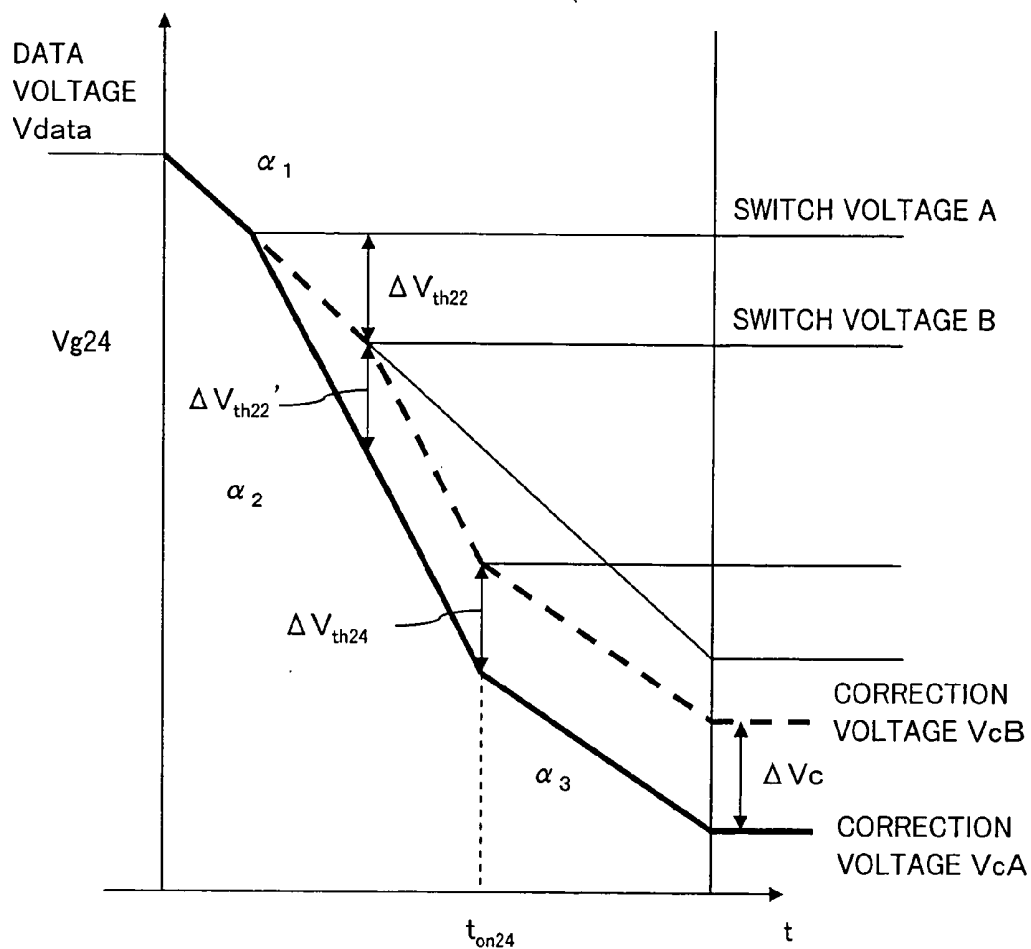 DATA
VOLTAGE
Vdata
α1
SWITCH VOLTAGE A
ΔVth22
SWITCH VOLTAGE B
Vg24
ΔVth22'
α2
ΔVth24
CORRECTION
VOLTAGE VcB
ΔVc
α3
CORRECTION
VOLTAGE VcA
ton24
t